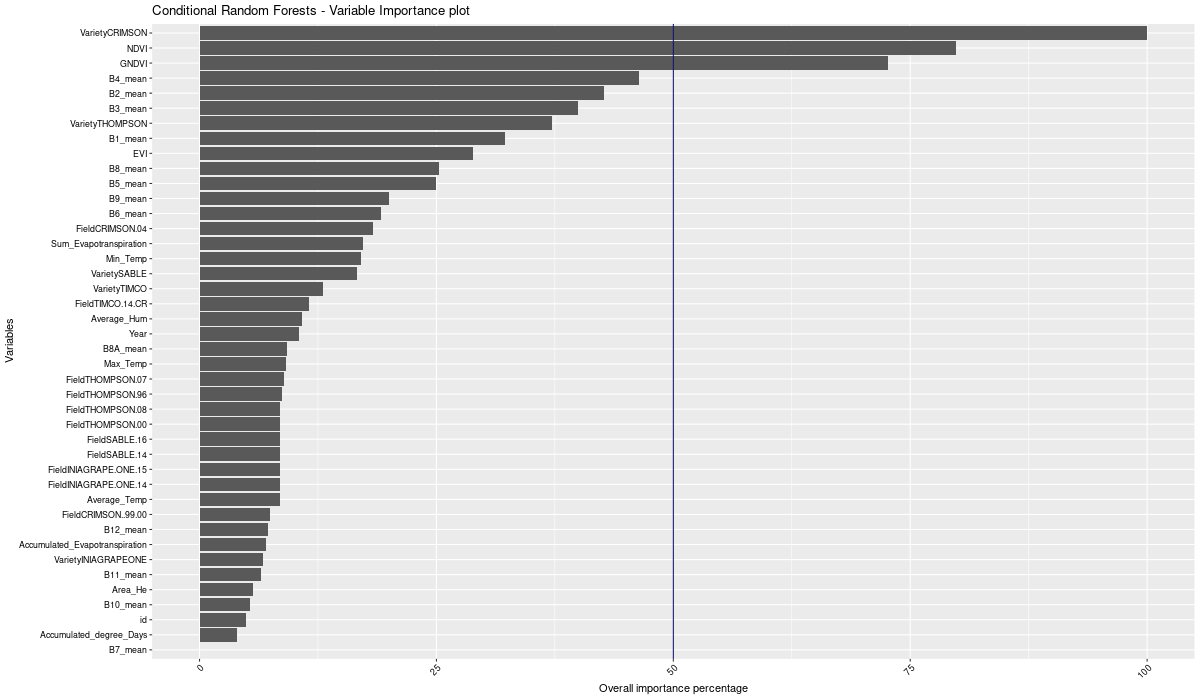 Conditional Random Forests - Variable Importance plot
VarietyCRIMSON
NDVI
GNDVI
B4_mean
B2_mean
B3_mean
VarietyTHOMPSON
B1_mean
EVI
B8_mean
B5_mean
B9_mean
B6_mean
FieldCRIMSON.04
Sum_Evapotranspiration
Min_Temp
VarietySABLE
VarietyTIMCO
FieldTIMCO.14.CR
Average_Hum
Year
B8A_mean
Max_Temp
FieldTHOMPSON.07
FieldTHOMPSON.96
FieldTHOMPSON.08
FieldTHOMPSON.00
FieldSABLE.16
FieldSABLE.14
FieldINIAGRAPE.ONE.15
FieldINIAGRAPE.ONE.14
Average_Temp
FieldCRIMSON..99.00
B12_mean
Accumulated_Evapotranspiration
VarietyINIAGRAPEONE
B11_mean
Area_He
B10_mean
id
Accumulated_degree_Days
B7_mean
Variables
0 25 50 75 100
Overall importance percentage